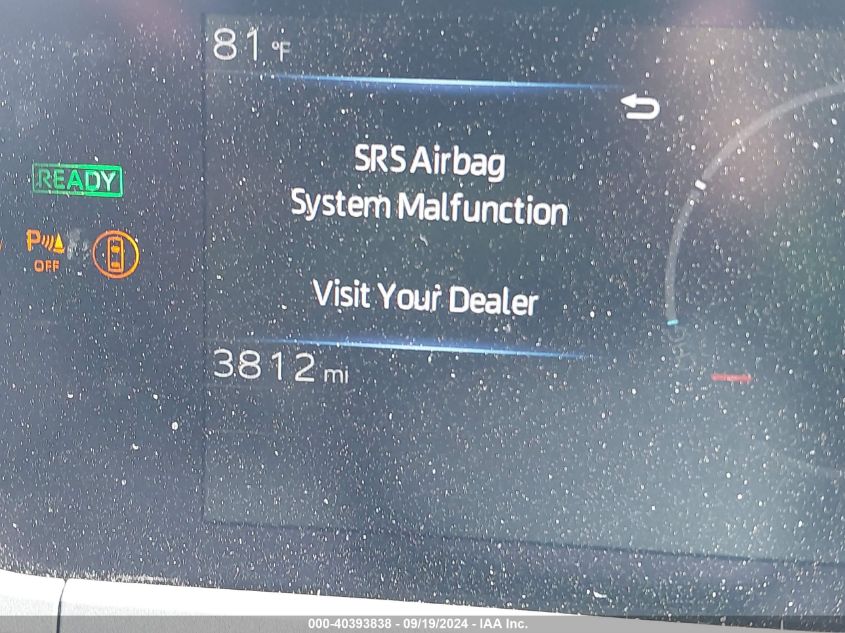 81°F
SRS Airbag
System Malfunction
Visit Your Dealer
3812 mi
READY
P
OFF
000-40393838 - 09/19/2024 - IAA Inc.